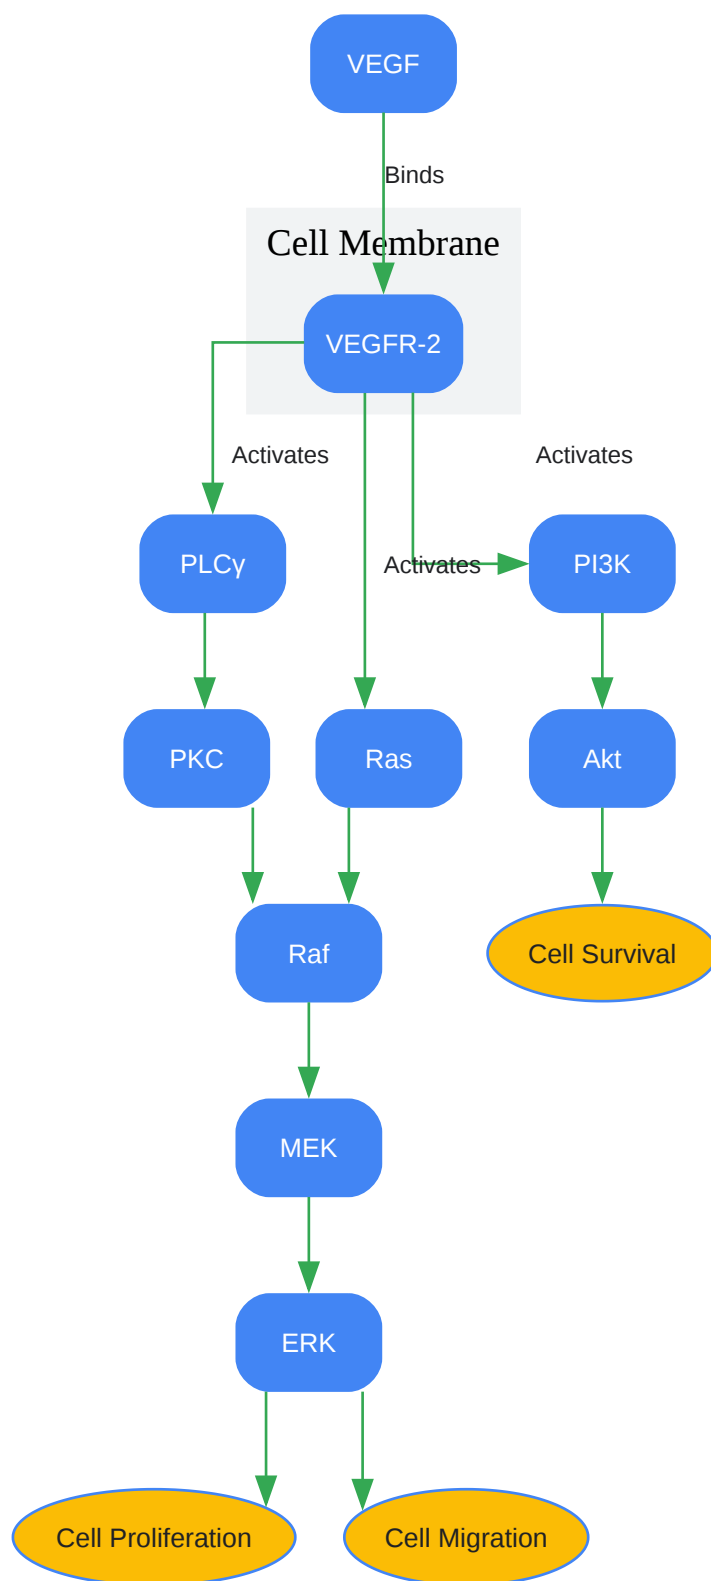 VEGF
Binds
Cell Membrane
VEGFR-2
Activates
Activates
PLCγ
Activates
PI3K
PKC
Ras
Akt
Raf
Cell Survival
MEK
ERK
Cell Proliferation
Cell Migration